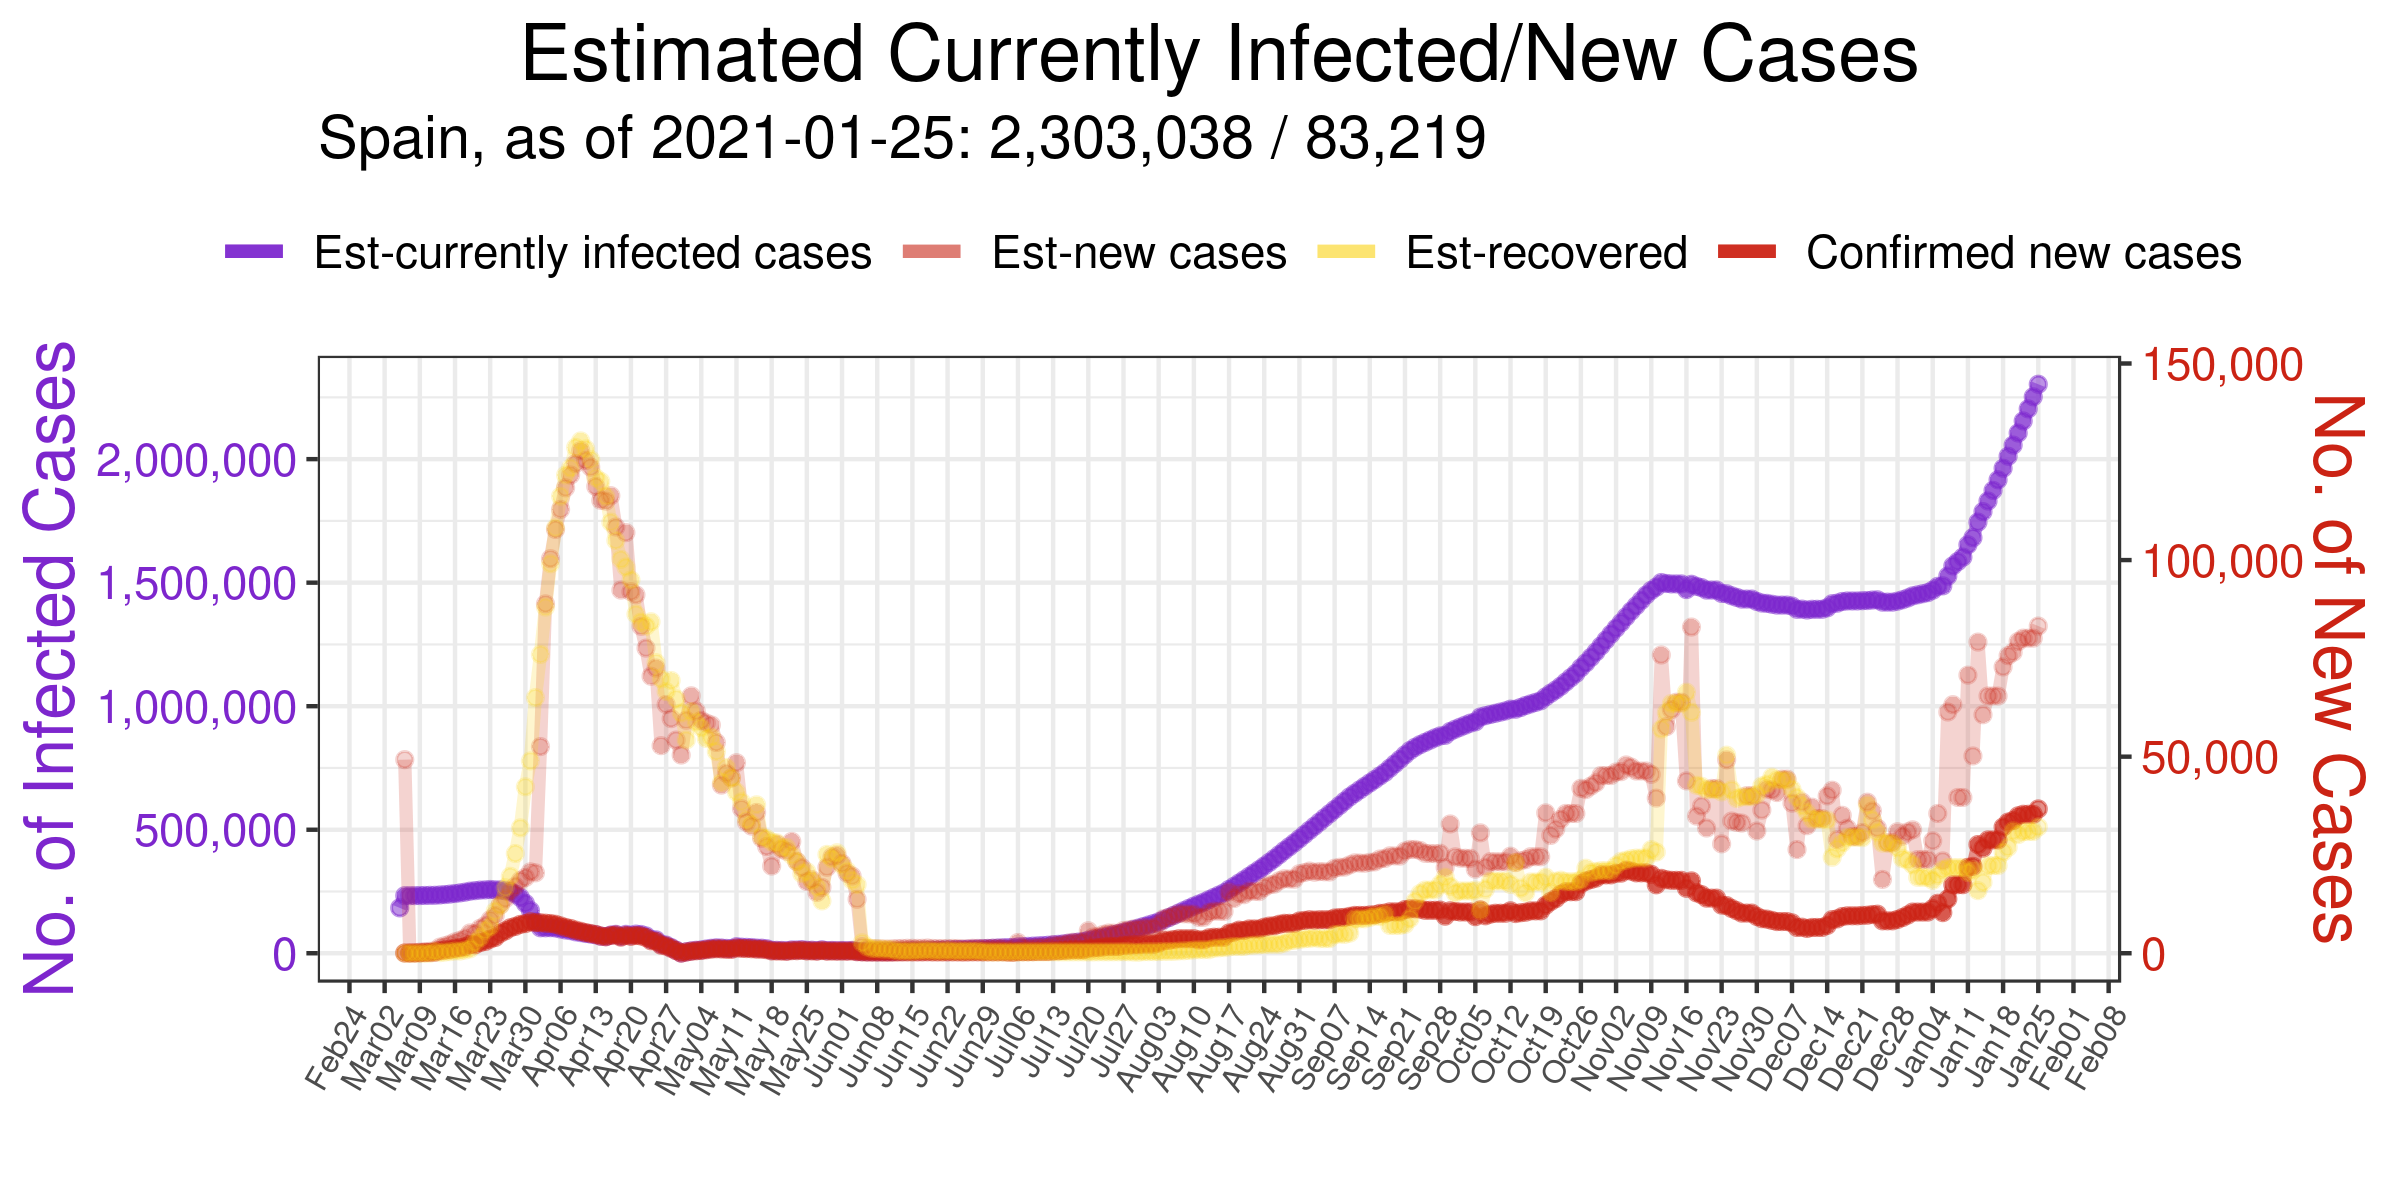 Estimated Currently Infected/New Cases
Spain, as of 2021-01-25: 2,303,038 / 83,219
Est-currently infected cases Est-new cases Est-recovered Confirmed new cases
No. of Infected Cases
2,000,000
1,500,000
1,000,000
500,000
0
150,000
100,000
50,000
0
No. of New Cases
Feb24 Mar02 Mar09 Mar16 Mar23 Mar30 Apr06 Apr13 Apr20 Apr27 May04 May11 May18 May25 Jun01 Jun08 Jun15 Jun22 Jun29 Jul06 Jul13 Jul20 Jul27 Aug03 Aug10 Aug17 Aug24 Aug31 Sep07 Sep14 Sep21 Sep28 Oct05 Oct12 Oct19 Oct26 Nov02 Nov09 Nov16 Nov23 Nov30 Dec07 Dec14 Dec21 Dec28 Jan04 Jan11 Jan18 Jan25 Feb01 Feb08